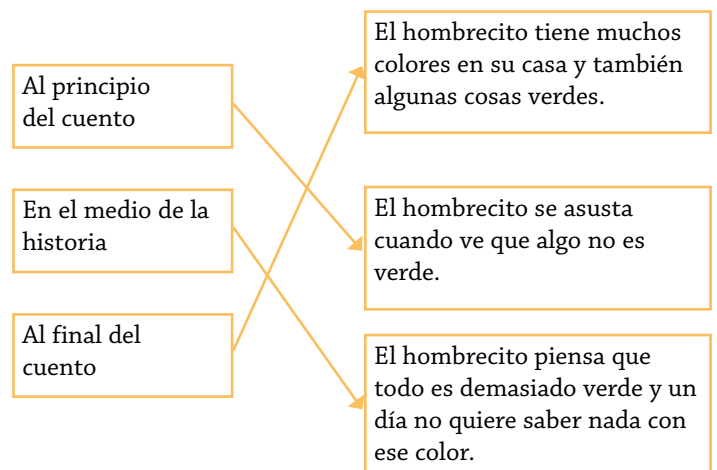 Al principio
del cuento
En el medio de la
historia
Al final del
cuento
El hombrecito tiene muchos
colores en su casa y también
algunas cosas verdes.
El hombrecito se asusta
cuando ve que algo no es
verde.
El hombrecito piensa que
todo es demasiado verde y un
día no quiere saber nada con
ese color.